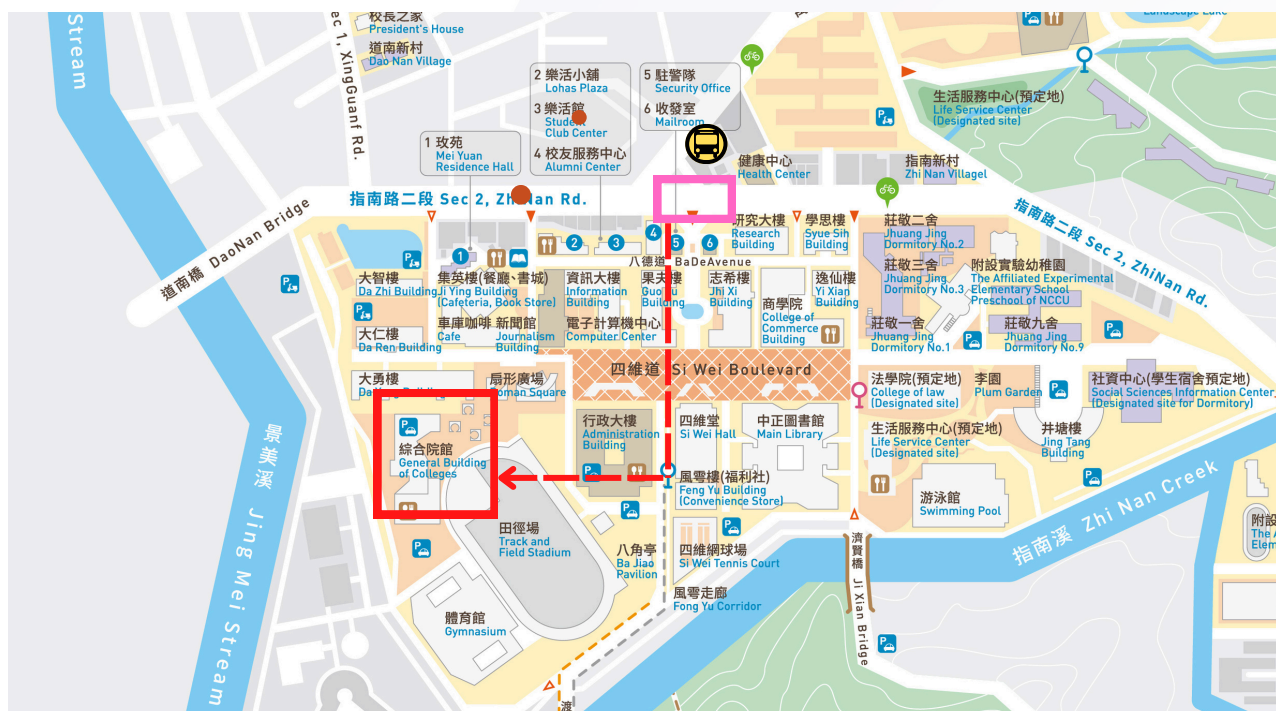 Stream
校長之家
President's House
道南新村
Dao Nan Village
Sec 1, XingGuanf Rd.
2 樂活小舖
Lohas Plaza
3 樂活館
Student
Club Center
4 校友服務中心
Alumni Center
5 駐警隊
Security Office
6 收發室
Mailroom
1 玫苑
Mei Yuan
Residence Hall
Landscape Lake
生活服務中心(預定地)
Life Service Center
(Designated site)
健康中心
Health Center
指南新村
Zhi Nan Villagel
指南路二段 Sec 2, ZhiNan Rd.
指南路二段 Sec 2, ZhiNan Rd.
道南橋 DaoNan Bridge
1
2
3
4
5
6
八德道 BaDeAvenue
研究大樓
Research
Building
學思樓
Syue Sih
Building
莊敬二舍
Jhuang Jing
Dormitory No.2
大智樓
Da Zhi Building
集英樓(餐廳、書城)
Ji Ying Building
(Cafeteria, Book Store)
資訊大樓
Information
Building
果夫樓
Guo Fu
Building
志希樓
Jhi Xi
Building
逸仙樓
Yi Xian
Building
莊敬三舍
Jhuang Jing
Dormitory No.3
附設實驗幼稚園
The Affiliated Experimental
Elementary School
Preschool of NCCU
商學院
College of
Commerce
Building
大仁樓
Da Ren Building
車庫咖啡
Cafe
新聞館
Journalism
Building
電子計算機中心
Computer Center
莊敬一舍
Jhuang Jing
Dormitory No.1
莊敬九舍
Jhuang Jing
Dormitory No.9
四維道 Si Wei Boulevard
大勇樓
扇形廣場
Roman Square
法學院(預定地)
College of law
(Designated site)
李園
Plum Garden
社資中心(學生宿舍預定地)
Social Sciences Information Center
(Designated site for Dormitory)
行政大樓
Administration
Building
四維堂
Si Wei Hall
中正圖書館
Main Library
生活服務中心(預定地)
Life Service Center
(Designated site)
井塘樓
Jing Tang
Building
綜合院館
General Building
of Colleges
風雩樓(福利社)
Feng Yu Building
(Convenience Store)
游泳館
Swimming Pool
指南溪 Zhi Nan Creek
景美溪 Jing Mei Stream
田徑場
Track and
Field Stadium
八角亭
Ba Jiao
Pavilion
四維網球場
Si Wei Tennis Court
濟賢橋 Ji Xian Bridge
附設
The A
Elem
風雩走廊
Fong Yu Corridor
體育館
Gymnasium
渡